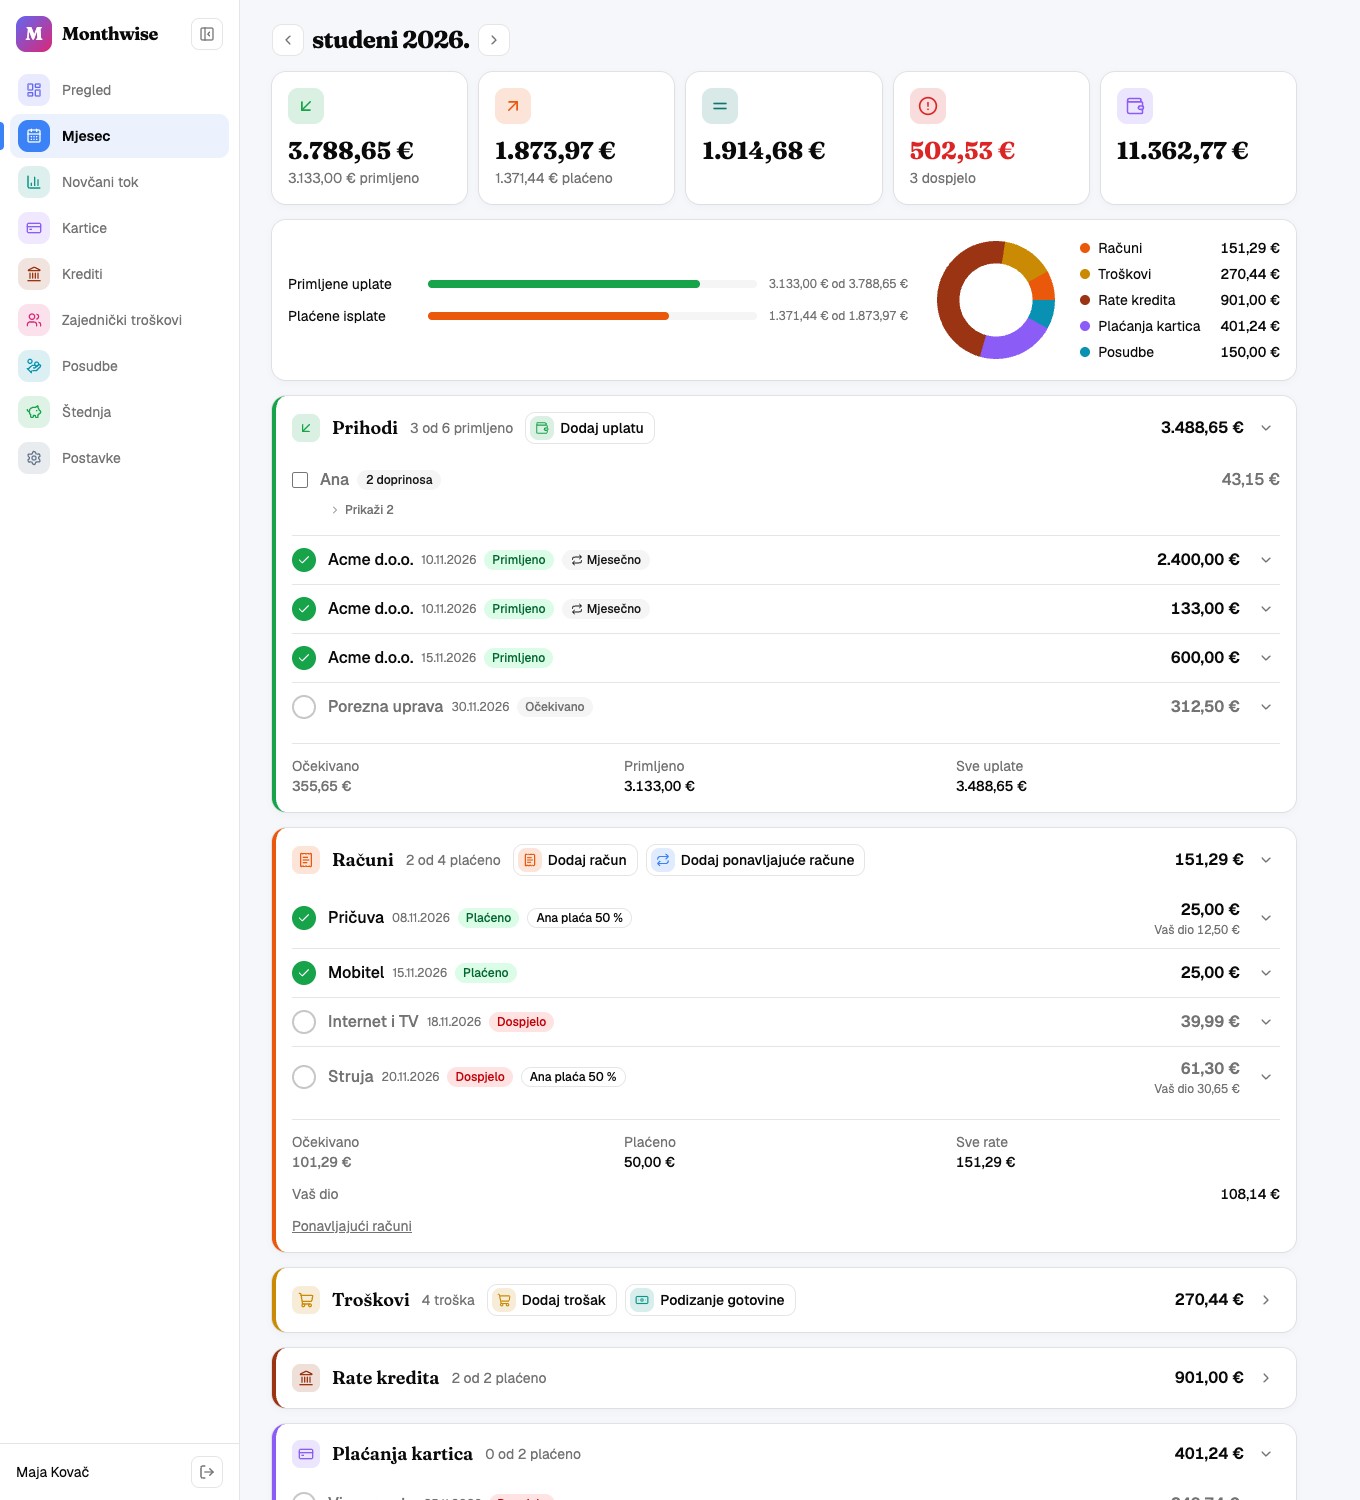 M Monthwise
Pregled
Mjesec
Novčani tok
Kartice
Krediti
Zajednički troškovi
Posudbe
Štednja
Postavke
Maja Kovač
studeni 2026.
3.788,65 €
3.133,00 € primljeno
1.873,97 €
1.371,44 € plaćeno
1.914,68 €
502,53 €
3 dospjelo
11.362,77 €
Primljene uplate 3.133,00 € od 3.788,65 €
Plaćene isplate 1.371,44 € od 1.873,97 €
Računi 151,29 €
Troškovi 270,44 €
Rate kredita 901,00 €
Plaćanja kartica 401,24 €
Posudbe 150,00 €
Prihodi 3 od 6 primljeno Dodaj uplatu 3.488,65 €
Ana 2 doprinosa 43,15 €
Prikaži 2
Acme d.o.o. 10.11.2026 Primljeno Mjesečno 2.400,00 €
Acme d.o.o. 10.11.2026 Primljeno Mjesečno 133,00 €
Acme d.o.o. 15.11.2026 Primljeno 600,00 €
Porezna uprava 30.11.2026 Očekivano 312,50 €
Očekivano Primljeno Sve uplate
355,65 € 3.133,00 € 3.488,65 €
Računi 2 od 4 plaćeno Dodaj račun Dodaj ponavljajuće račune 151,29 €
Pričuva 08.11.2026 Plaćeno Ana plaća 50 % 25,00 €
Vaš dio 12,50 €
Mobitel 15.11.2026 Plaćeno 25,00 €
Internet i TV 18.11.2026 Dospjelo 39,99 €
Struja 20.11.2026 Dospjelo Ana plaća 50 % 61,30 €
Vaš dio 30,65 €
Očekivano Plaćeno Sve rate
101,29 € 50,00 € 151,29 €
Vaš dio 108,14 €
Ponavljajući računi
Troškovi 4 troška Dodaj trošak Podizanje gotovine 270,44 €
Rate kredita 2 od 2 plaćeno 901,00 €
Plaćanja kartica 0 od 2 plaćeno 401,24 €